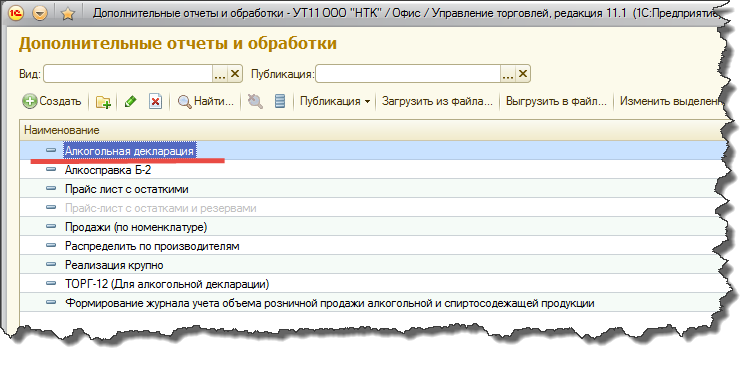 1С Дополнительные отчеты и обработки - УТ11 ООО "НТК" / Офис / Управление торговлей, редакция 11.1 (1С:Предприятие,
Дополнительные отчеты и обработки
Вид: ... × Публикация: ... ×
Создать Найти... Публикация Загрузить из файла... Выгрузить в файл... Изменить выделен
Наименование
Алкогольная декларация
Алкосправка Б-2
Прайс лист с остатками
Прайс-лист с остатками и резервами
Продажи (по номенклатуре)
Распределить по производителям
Реализация крупно
ТОРГ-12 (Для алкогольной декларации)
Формирование журнала учета объема розничной продажи алкогольной и спиртосодежащей продукции